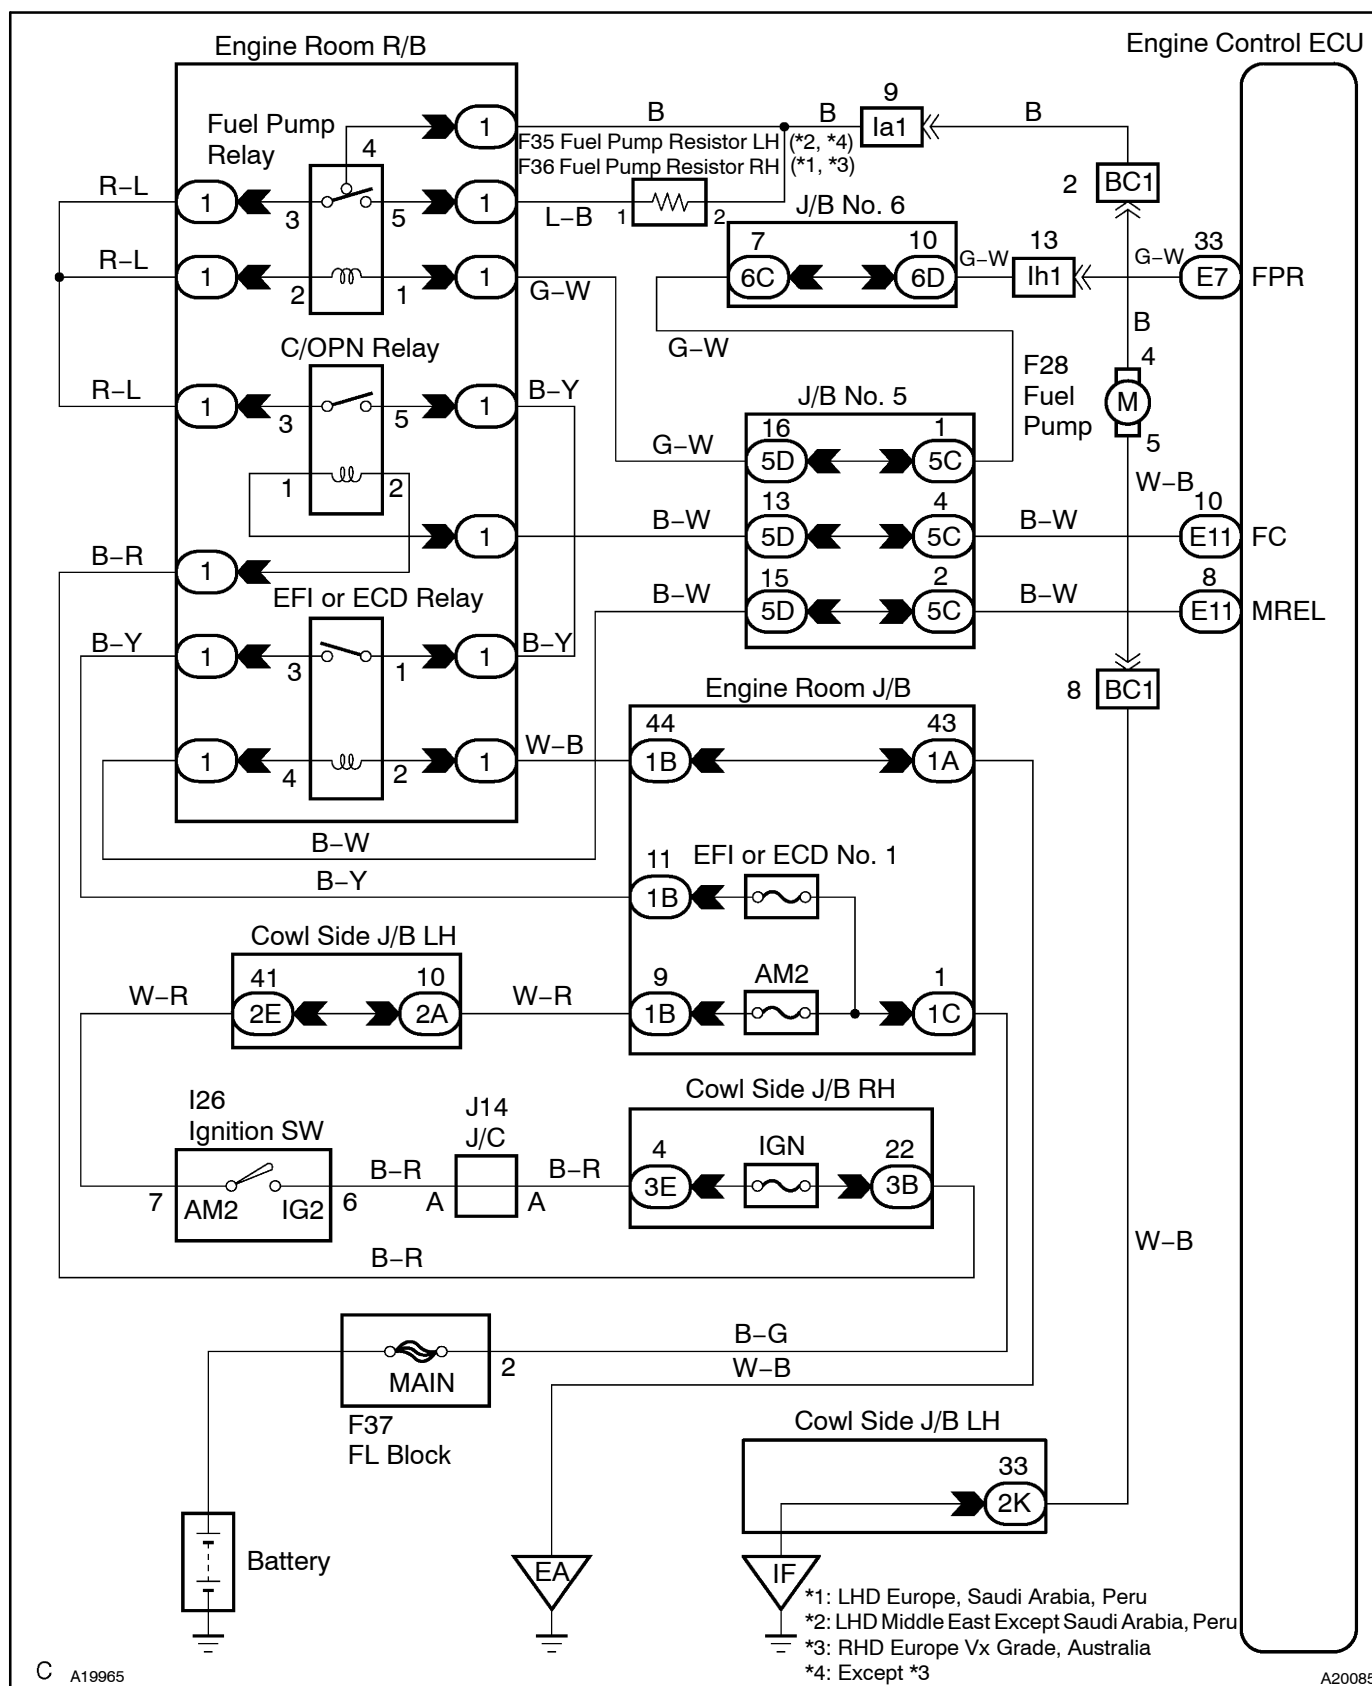 Engine Room R/B
Engine Control ECU
Fuel Pump
Relay
4
1
B
B
9
Ia1
B
F35 Fuel Pump Resistor LH (*2, *4)
F36 Fuel Pump Resistor RH (*1, *3)
2
BC1
R–L
1
3
5
1
L–B
1
2
J/B No. 6
7
6C
10
6D
G–W
13
Ih1
G–W
33
E7
FPR
R–L
1
2
1
1
G–W
G–W
B
C/OPN Relay
R–L
1
3
5
1
B–Y
F28
Fuel
Pump
4
M
5
J/B No. 5
G–W
16
5D
1
5C
1
2
W–B
1
B–W
13
5D
4
5C
B–W
10
E11
FC
B–R
1
EFI or ECD Relay
B–W
15
5D
2
5C
B–W
8
E11
MREL
B–Y
1
3
1
1
B–Y
8
BC1
Engine Room J/B
1
4
2
1
W–B
44
1B
43
1A
B–W
B–Y
11
1B
EFI or ECD No. 1
Cowl Side J/B LH
W–R
41
2E
10
2A
W–R
9
1B
AM2
1
1C
I26
Ignition SW
J14
J/C
Cowl Side J/B RH
7
AM2
IG2
6
B–R
A
A
B–R
4
3E
IGN
22
3B
B–R
W–B
MAIN
2
B–G
W–B
F37
FL Block
Cowl Side J/B LH
33
2K
Battery
EA
IF
*1: LHD Europe, Saudi Arabia, Peru
*2: LHD Middle East Except Saudi Arabia, Peru
*3: RHD Europe Vx Grade, Australia
*4: Except *3
C
A19965
A20085